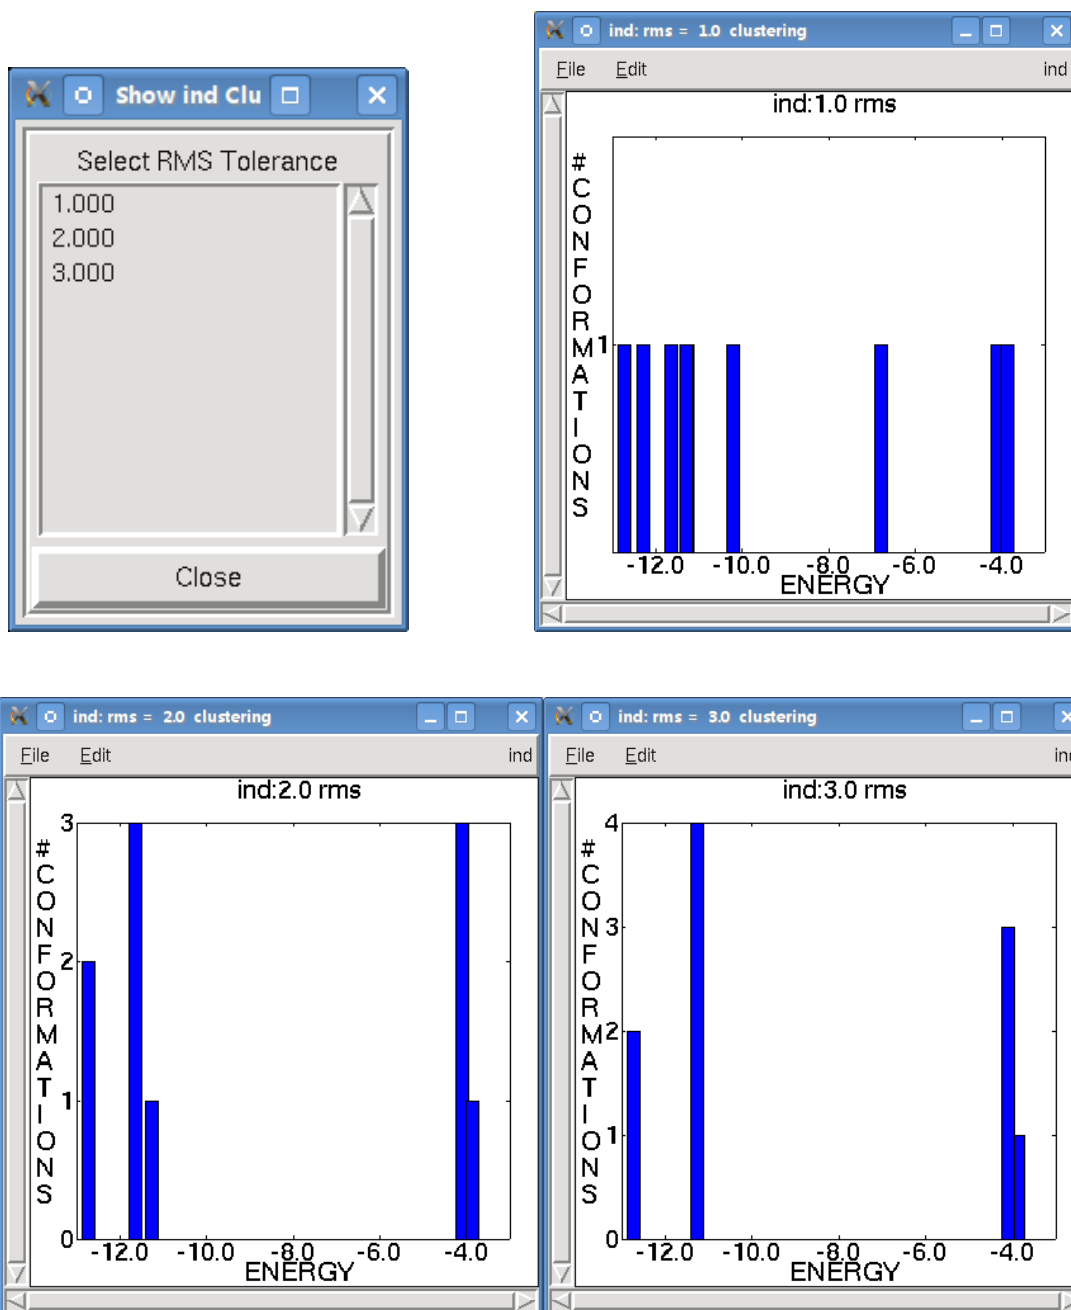 Show ind Clu
Select RMS Tolerance
1.000
2.000
3.000
Close
ind: rms = 1.0 clustering
File Edit ind
ind:1.0 rms
#CONFORMATIONS
1
-12.0 -10.0 -8.0 -6.0 -4.0
ENERGY
ind: rms = 2.0 clustering
File Edit ind
ind:2.0 rms
#CONFORMATIONS
3
2
1
0
-12.0 -10.0 -8.0 -6.0 -4.0
ENERGY
ind: rms = 3.0 clustering
File Edit ind
ind:3.0 rms
#CONFORMATIONS
4
3
2
1
0
-12.0 -10.0 -8.0 -6.0 -4.0
ENERGY